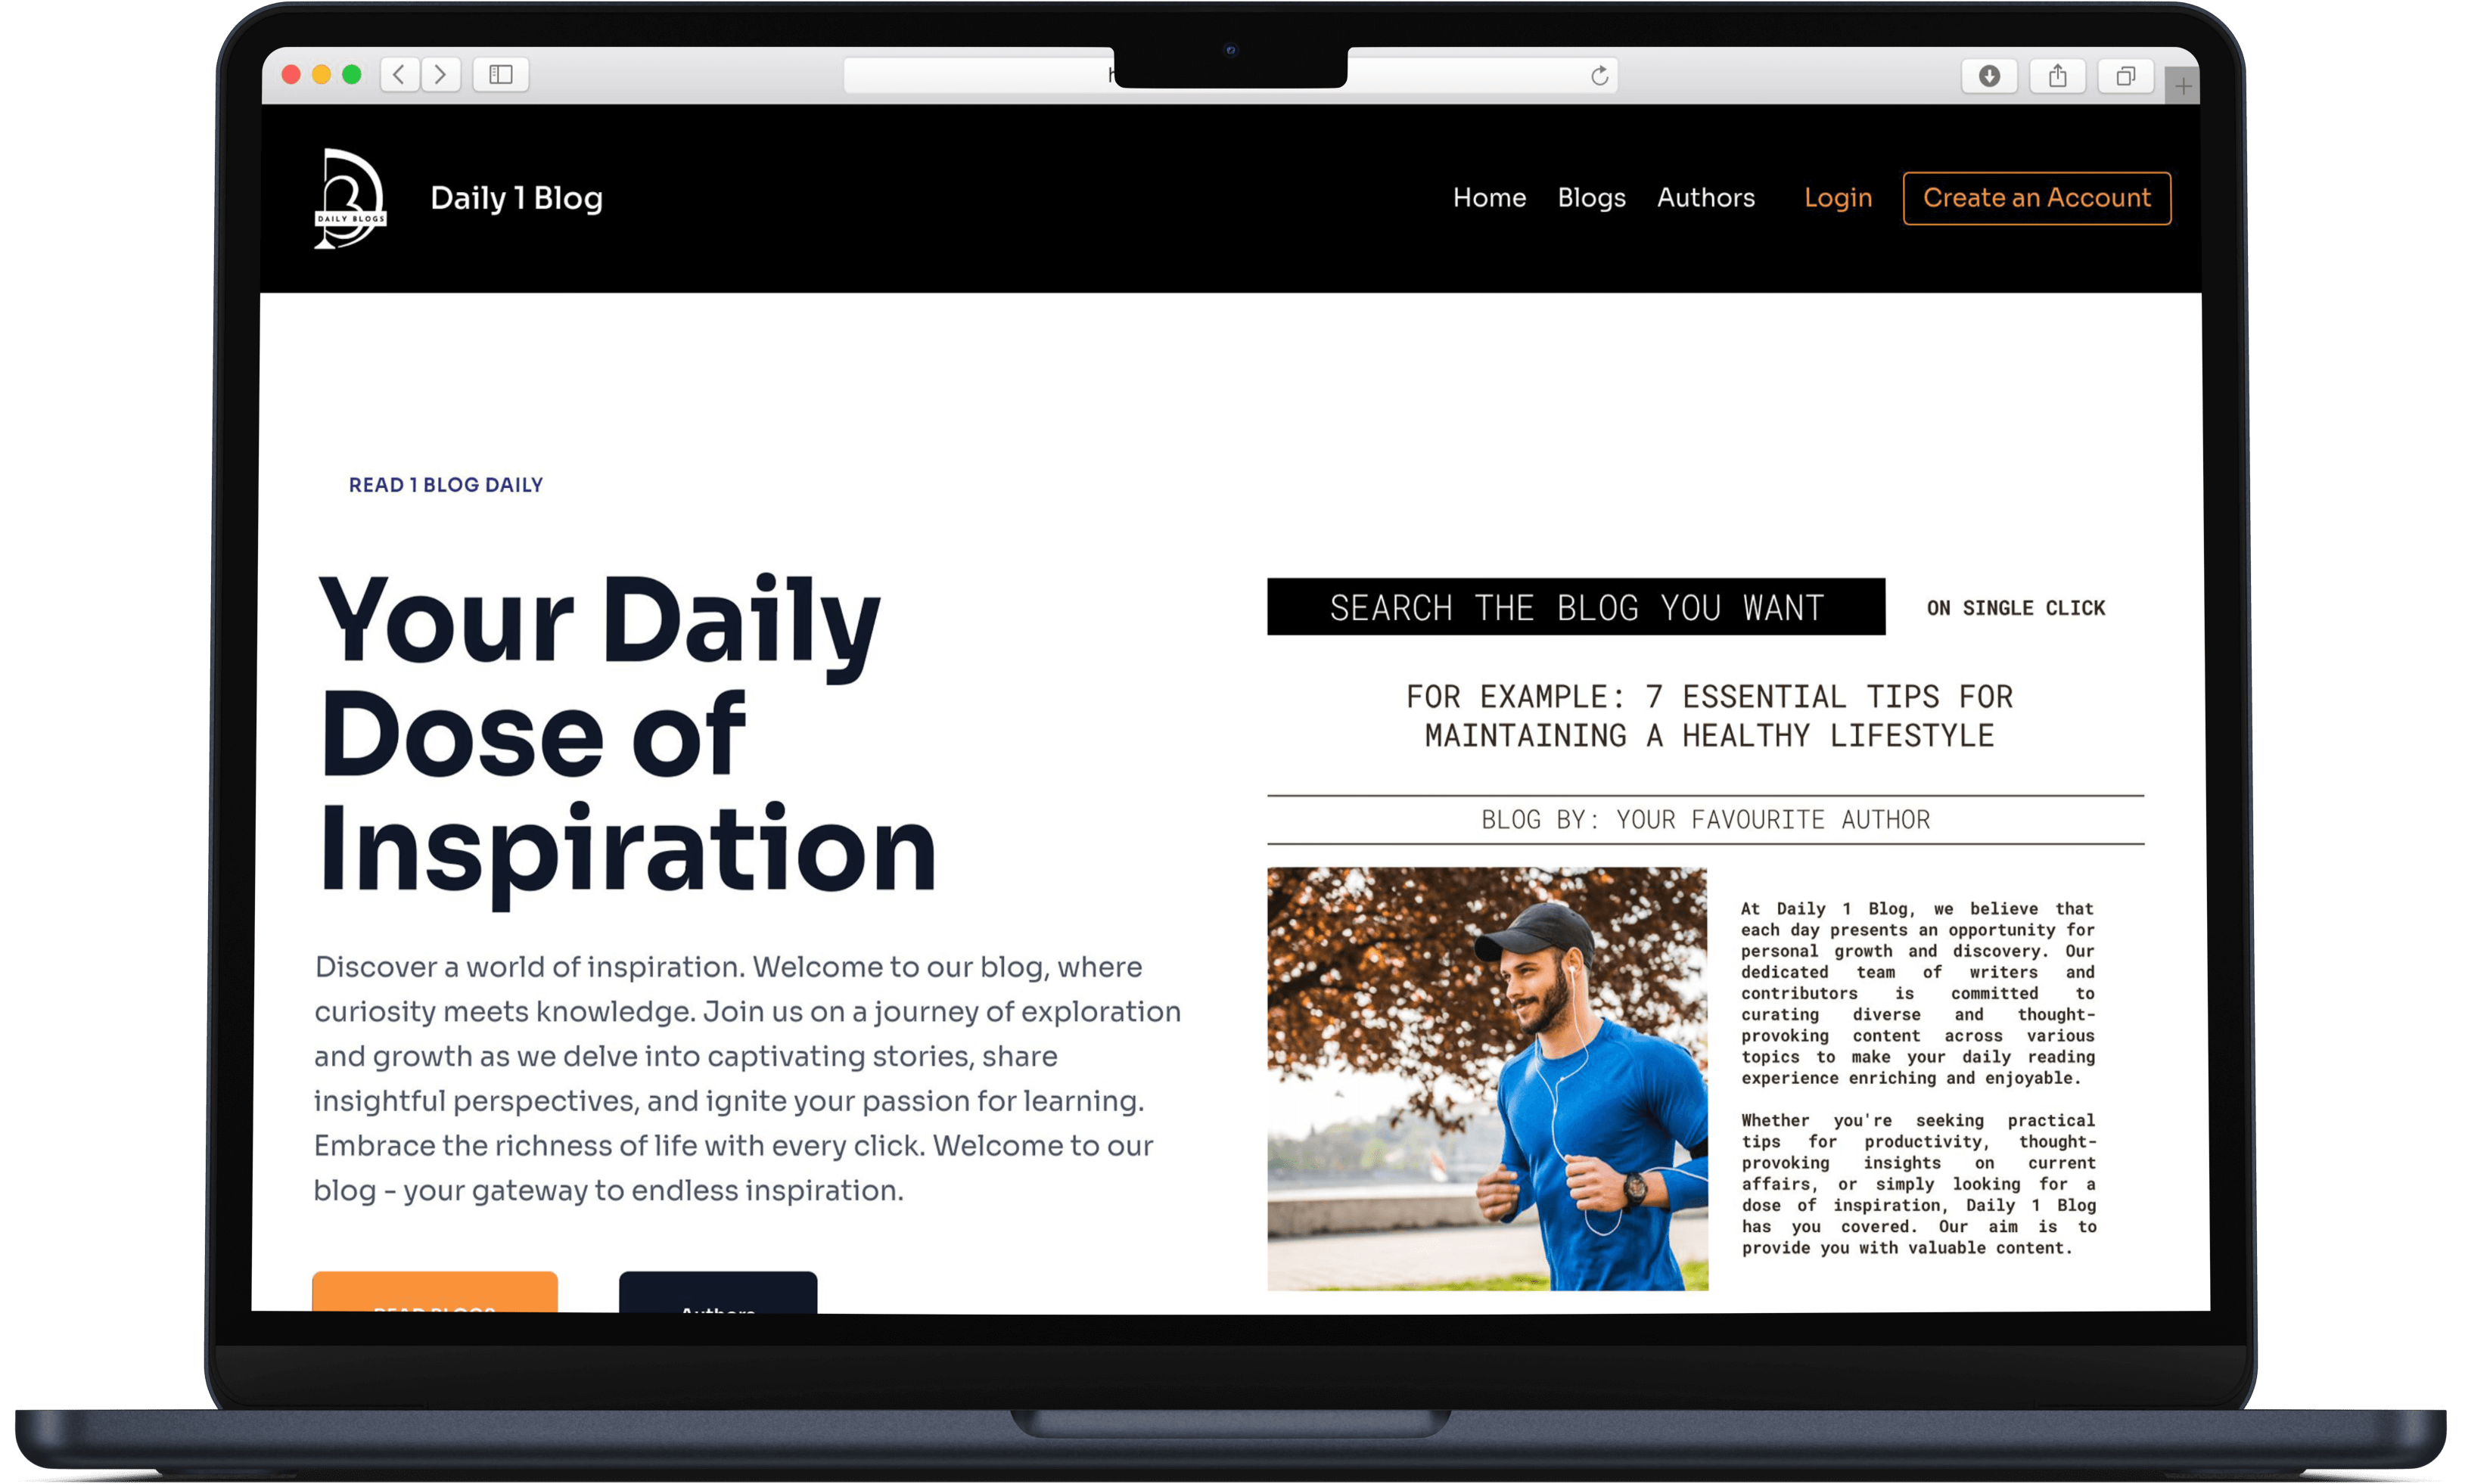 DAILY BLOGS
Daily 1 Blog
Home Blogs Authors Login Create an Account
READ 1 BLOG DAILY
Your Daily
Dose of
Inspiration
Discover a world of inspiration. Welcome to our blog, where
curiosity meets knowledge. Join us on a journey of exploration
and growth as we delve into captivating stories, share
insightful perspectives, and ignite your passion for learning.
Embrace the richness of life with every click. Welcome to our
blog - your gateway to endless inspiration.
READ BLOGS Authors
SEARCH THE BLOG YOU WANT ON SINGLE CLICK
FOR EXAMPLE: 7 ESSENTIAL TIPS FOR
MAINTAINING A HEALTHY LIFESTYLE
BLOG BY: YOUR FAVOURITE AUTHOR
At Daily 1 Blog, we believe that
each day presents an opportunity for
personal growth and discovery. Our
dedicated team of writers and
contributors is committed to
curating diverse and thought-
provoking content across various
topics to make your daily reading
experience enriching and enjoyable.
Whether you're seeking practical
tips for productivity, thought-
provoking insights on current
affairs, or simply looking for a
dose of inspiration, Daily 1 Blog
has you covered. Our aim is to
provide you with valuable content.